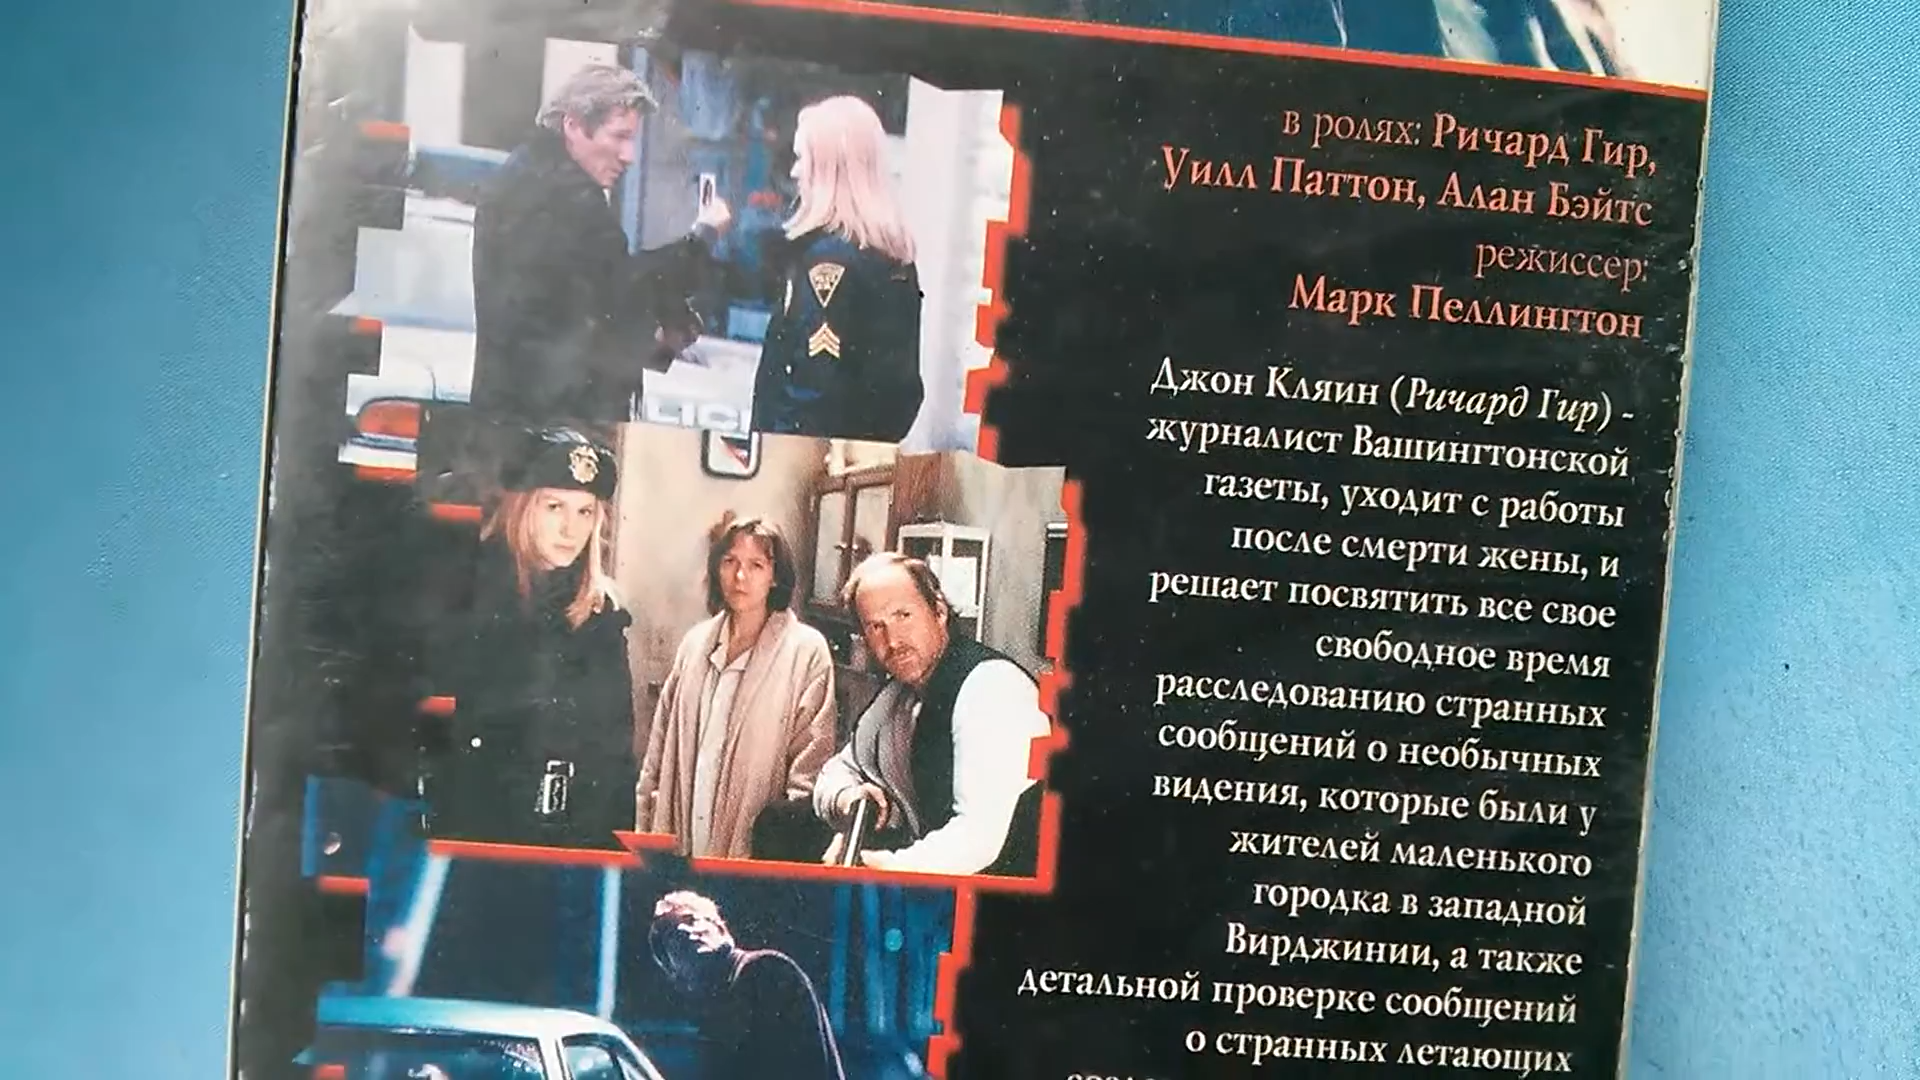 в ролях: Ричард Гир,
Уилл Паттон, Алан Бэйтс
режиссер:
Марк Пеллингтон
Джон Кляин (Ричард Гир) -
журналист Вашингтонской
газеты, уходит с работы
после смерти жены, и
решает посвятить все свое
свободное время
расследованию странных
сообщений о необычных
видения, которые были у
жителей маленького
городка в западной
Вирджинии, а также
детальной проверке сообщений
о странных летающих